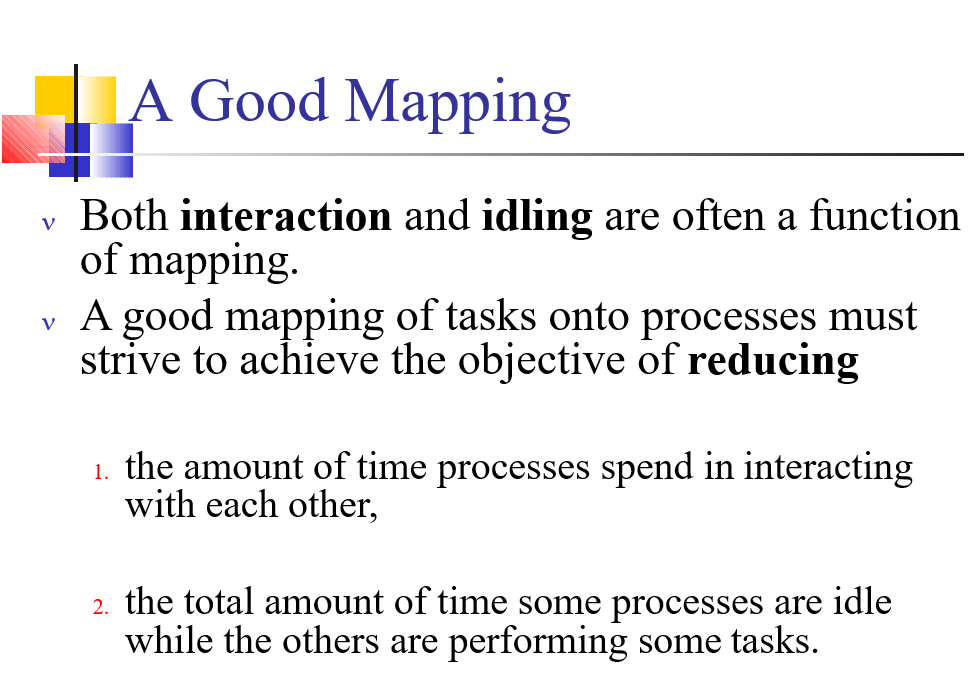 A Good Mapping
ν Both interaction and idling are often a function
of mapping.
ν A good mapping of tasks onto processes must
strive to achieve the objective of reducing
1. the amount of time processes spend in interacting
with each other,
2. the total amount of time some processes are idle
while the others are performing some tasks.